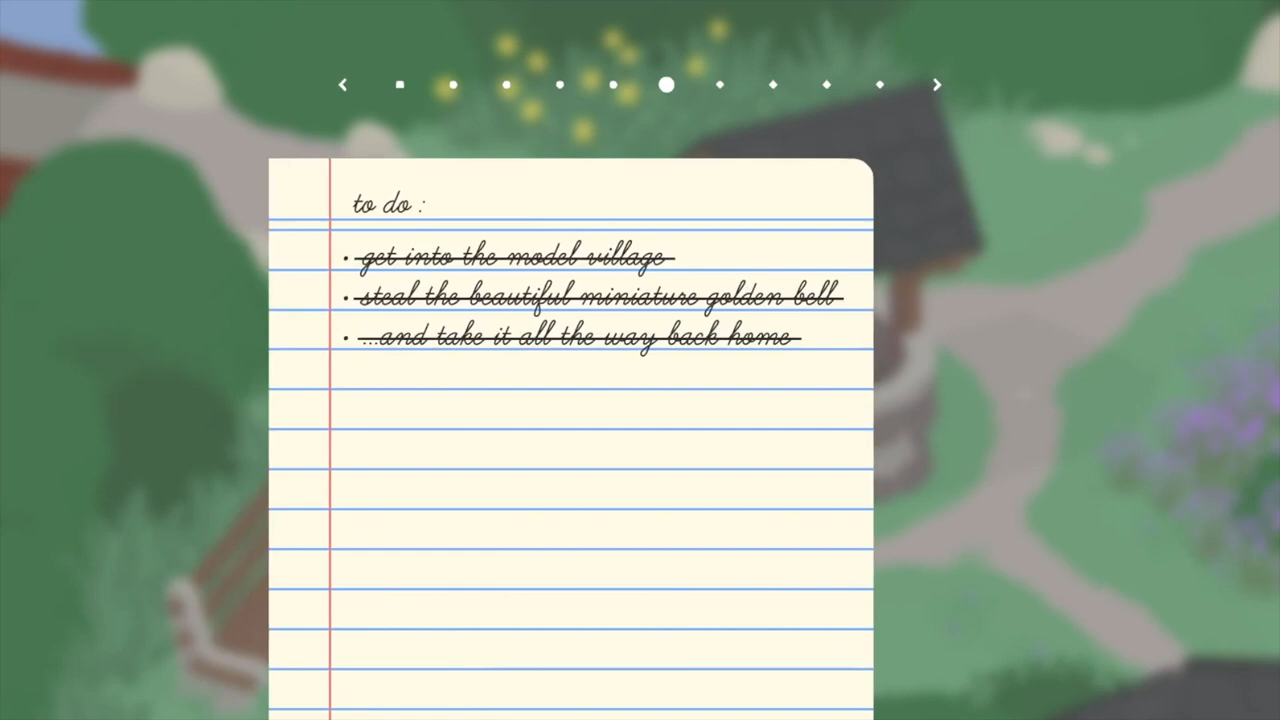 to do :
• get into the model village
• steal the beautiful miniature golden bell
• ...and take it all the way back home